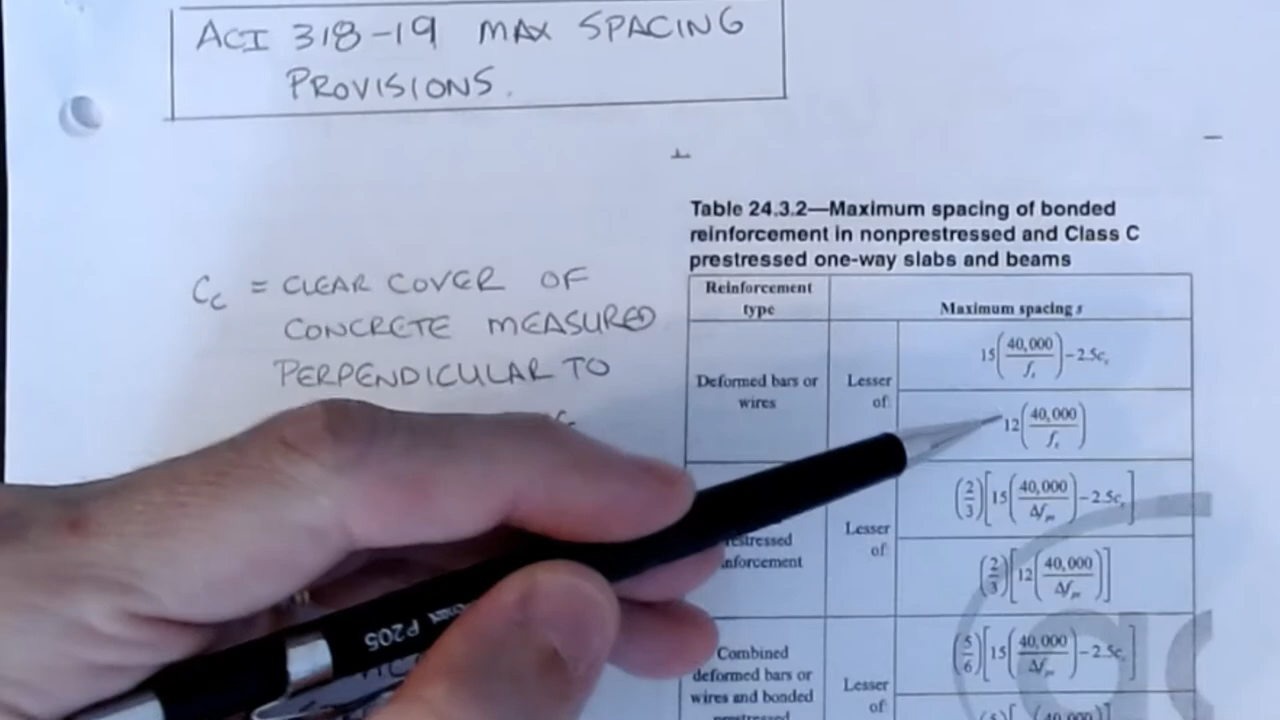 ACI 318-19 MAX SPACING
PROVISIONS.
Cc = CLEAR COVER OF
CONCRETE MEASURED
PERPENDICULAR TO
Table 24.3.2—Maximum spacing of bonded
reinforcement in nonprestressed and Class C
prestressed one-way slabs and beams
Reinforcement
type
Maximum spacing s
Deformed bars or
wires
Lesser
of:
15(40,000/fs) - 2.5cc
12(40,000/fs)
Lesser
of:
(2/3)[15(40,000/Δfps) - 2.5cc]
(2/3)[12(40,000/Δfps)]
Combined
deformed bars or
wires and bonded
prestressed
Lesser
of:
(5/6)[15(40,000/Δfps) - 2.5cc]
P205